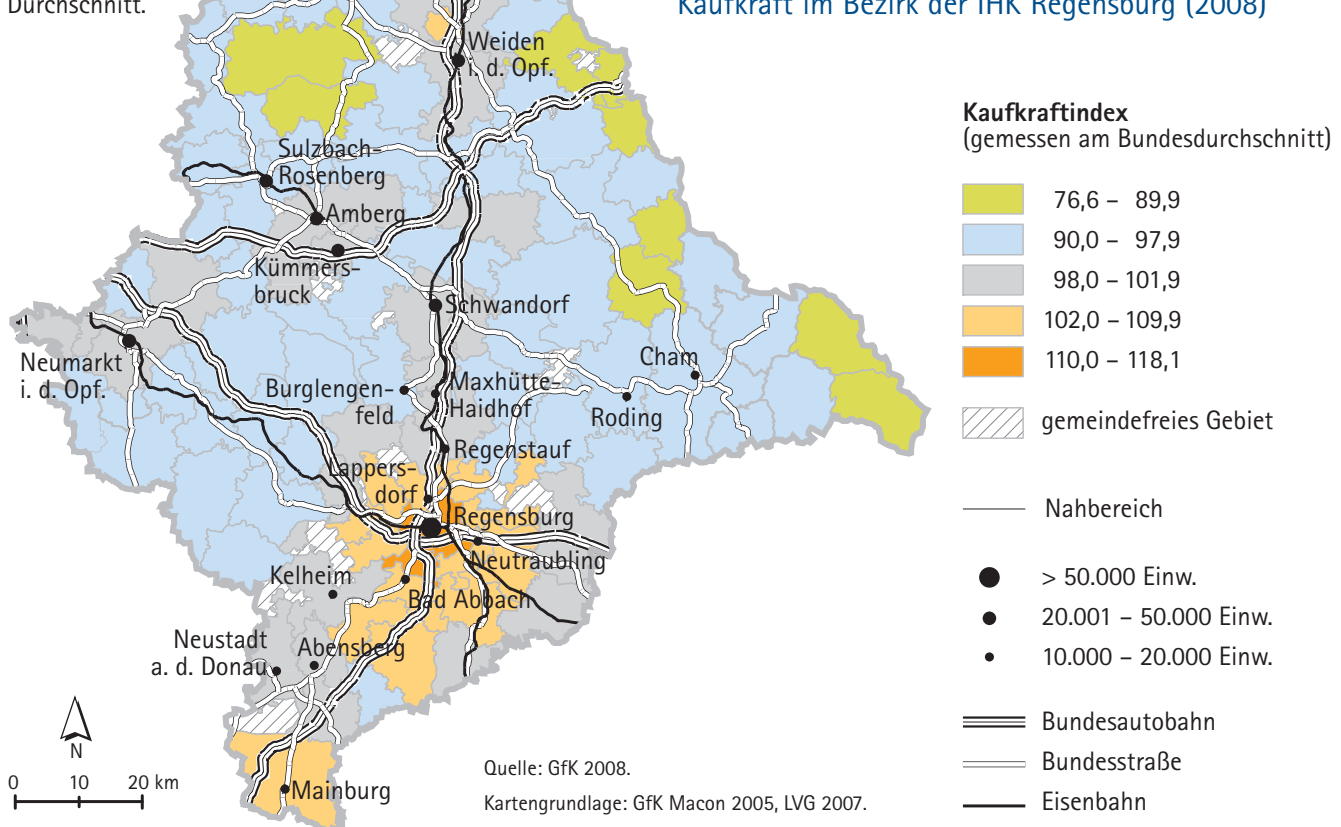 Durchschnitt.
Kaufkraft im Bezirk der IHK Regensburg (2008)
Weiden
i. d. Opf.
Sulzbach-
Rosenberg
Amberg
Kümmers-
bruck
Schwandorf
Neumarkt
i. d. Opf.
Cham
Burglengen-
feld
Maxhütte-
Haidhof
Roding
Regenstauf
Lappers-
dorf
Regensburg
Neutraubling
Kelheim
Bad Abbach
Neustadt
a. d. Donau
Abensberg
Mainburg
N
0 10 20 km
Quelle: GfK 2008.
Kartengrundlage: GfK Macon 2005, LVG 2007.
Kaufkraftindex
(gemessen am Bundesdurchschnitt)
76,6 – 89,9
90,0 – 97,9
98,0 – 101,9
102,0 – 109,9
110,0 – 118,1
gemeindefreies Gebiet
Nahbereich
> 50.000 Einw.
20.001 – 50.000 Einw.
10.000 – 20.000 Einw.
Bundesautobahn
Bundesstraße
Eisenbahn